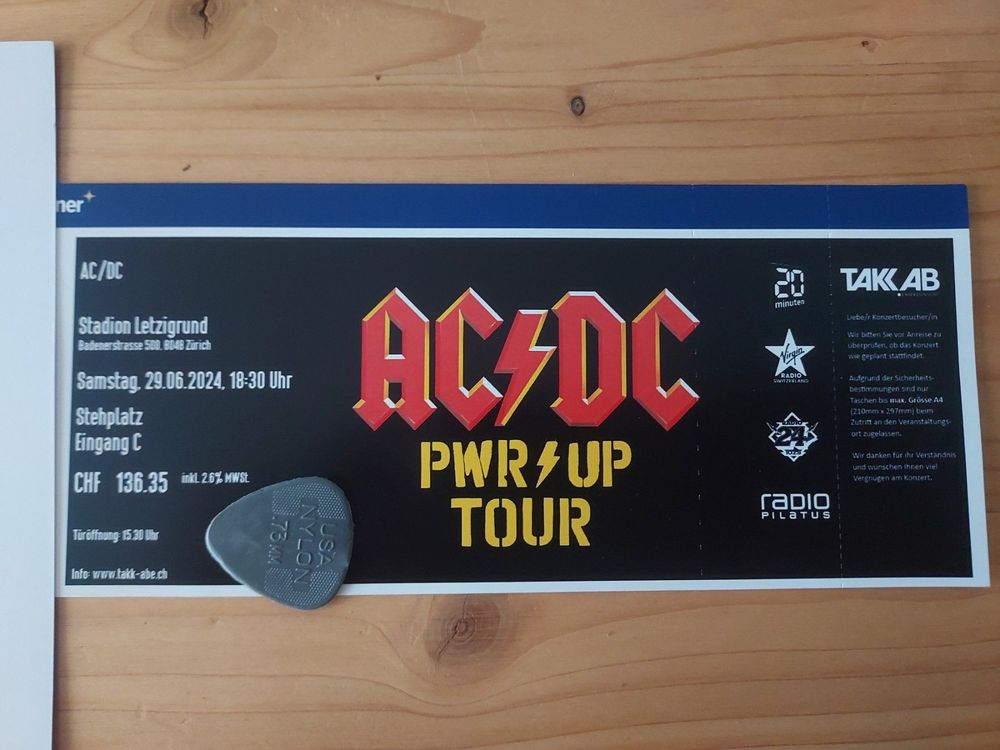 ner
AC/DC
Stadion Letzigrund
Badenerstrasse 500, 8048 Zürich
Samstag, 29.06.2024, 18:30 Uhr
Stehplatz
Eingang C
CHF 136.35 inkl. 2.6% MWSt.
Türöffnung: 15.30 Uhr
Info: www.takk-abe.ch
USA
NYLON
.73 MM
AC DC
PWR UP
TOUR
20
minuten
Virgin
RADIO
SWITZERLAND
RADIO
24
radio
PILATUS
TAKK AB
ENTERTAINMENT
Liebe/r Konzertbesucher/in
Wir bitten Sie vor Anreise zu
überprüfen, ob das Konzert
wie geplant stattfindet.
Aufgrund der Sicherheits-
bestimmungen sind nur
Taschen bis max. Grösse A4
(210mm x 297mm) beim
Zutritt an den Veranstaltungs-
ort zugelassen.
Wir danken für ihr Verständnis
und wünschen Ihnen viel
Vergnügen am Konzert.